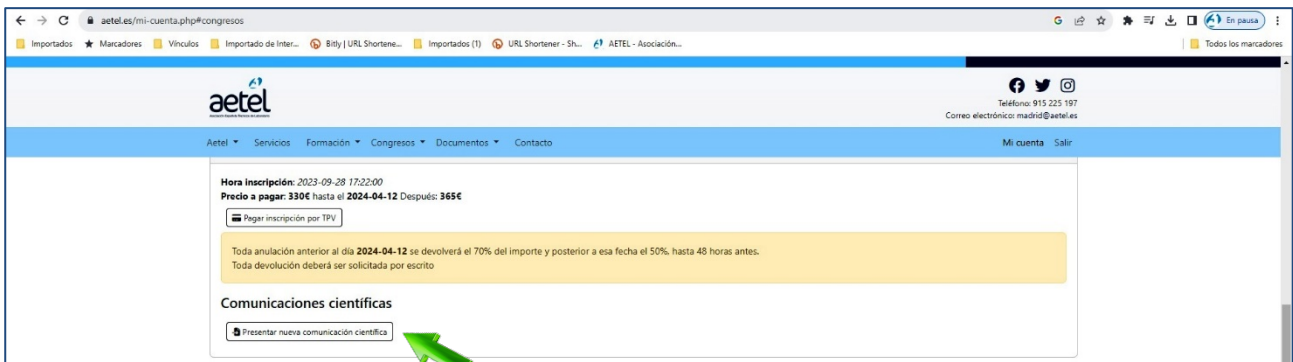 aetel.es/mi-cuenta.php#congresos
En pausa
Importados Marcadores Vínculos Importado de Inter... Bitly | URL Shortene... Importados (1) URL Shortener - Sh... AETEL - Asociación... Todos los marcadores
aetel
Teléfono: 915 225 197
Correo electrónico: madrid@aetel.es
Aetel Servicios Formación Congresos Documentos Contacto Mi cuenta Salir
Hora inscripción: 2023-09-28 17:22:00
Precio a pagar: 330€ hasta el 2024-04-12 Después: 365€
Pagar inscripción por TPV
Toda anulación anterior al día 2024-04-12 se devolverá el 70% del importe y posterior a esa fecha el 50%, hasta 48 horas antes.
Toda devolución deberá ser solicitada por escrito
Comunicaciones científicas
Presentar nueva comunicación científica